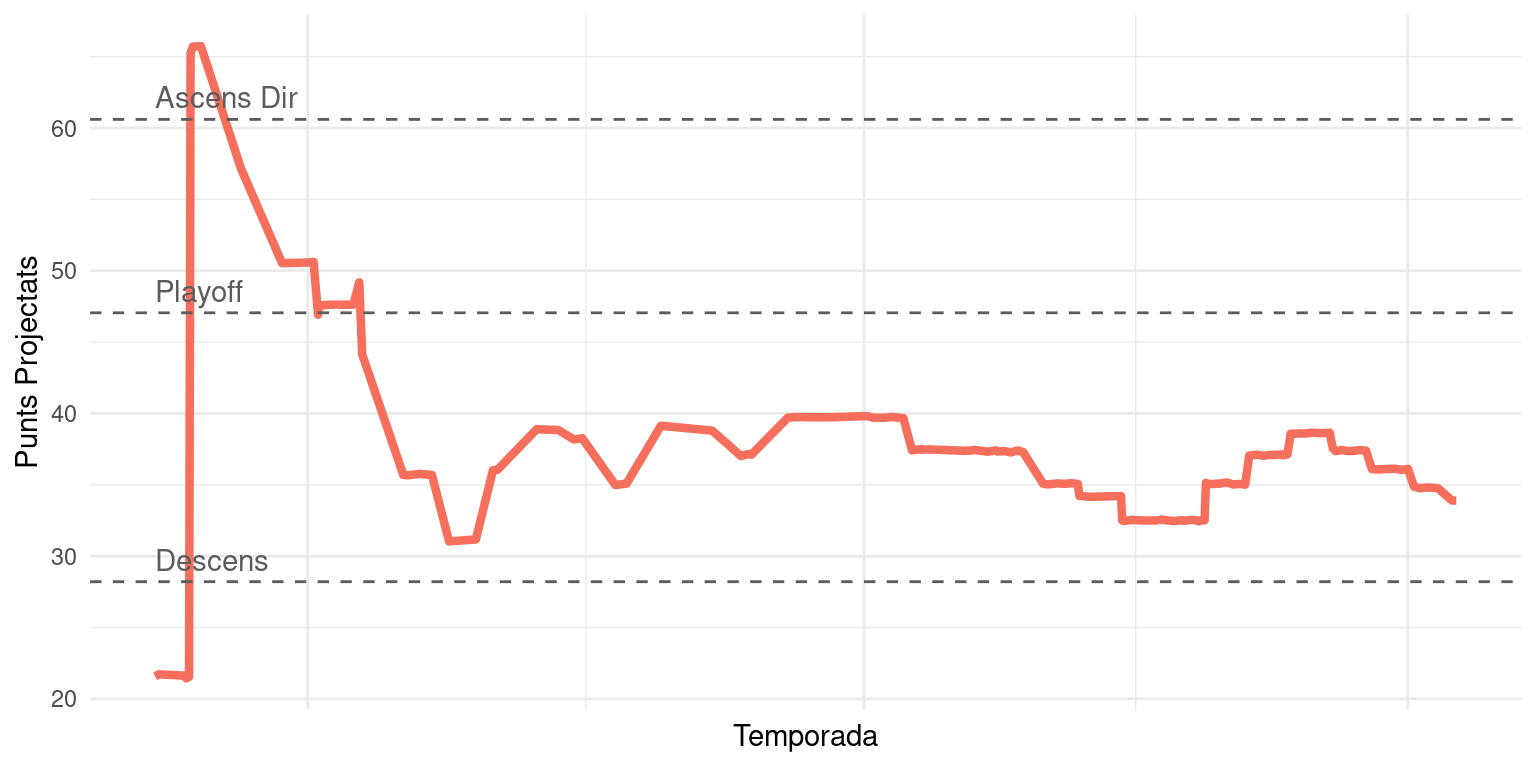 Punts Projectats
60
50
40
30
20
Ascens Dir
Playoff
Descens
Temporada